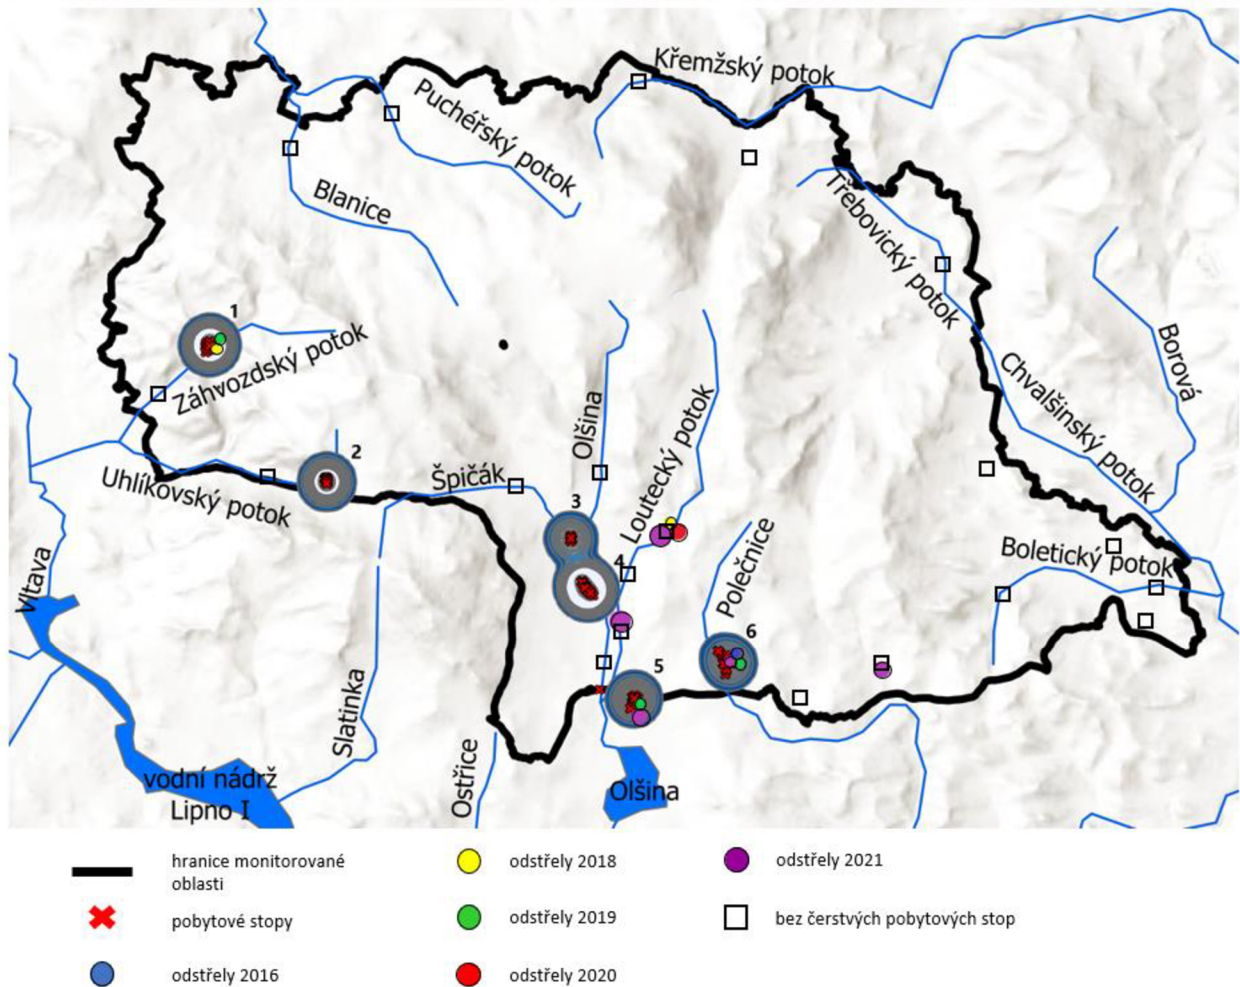 Křemžský potok
Puchéřský potok
Blanice
Třebovický potok
1
Záhvozdský potok
Borová
Chvalšinský potok
Olšina
Loutecký potok
2
Špičák
Uhlíkovský potok
3
4
Polečnice
Boletický potok
Vltava
6
5
Slatinka
Ostřice
vodní nádrž
Lipno I
Olšina
hranice monitorované
oblasti
pobytové stopy
odstřely 2016
odstřely 2018
odstřely 2019
odstřely 2020
odstřely 2021
bez čerstvých pobytových stop